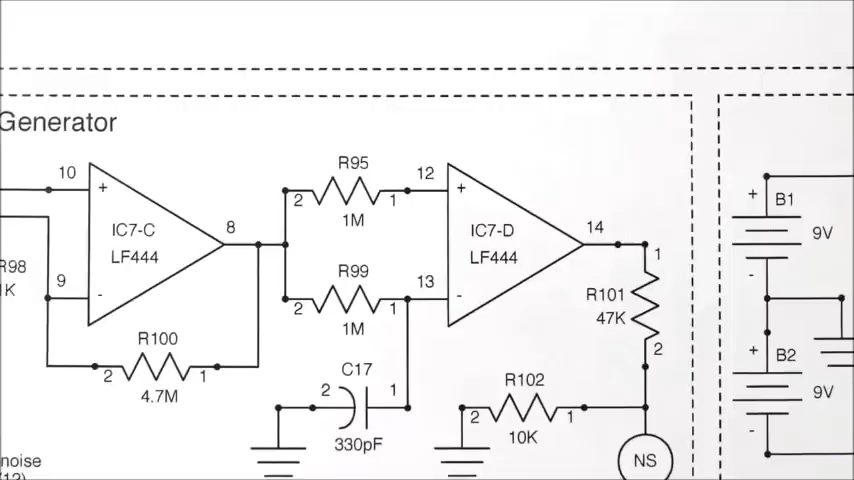 Generator
10
+
IC7-C
LF444
8
9
-
R98
1K
R100
2
1
4.7M
R95
2
1
1M
12
+
IC7-D
LF444
14
R99
2
1
1M
13
-
C17
2
1
330pF
1
R101
47K
2
R102
2
1
10K
NS
+
B1
9V
-
+
B2
9V
-
noise
(12)